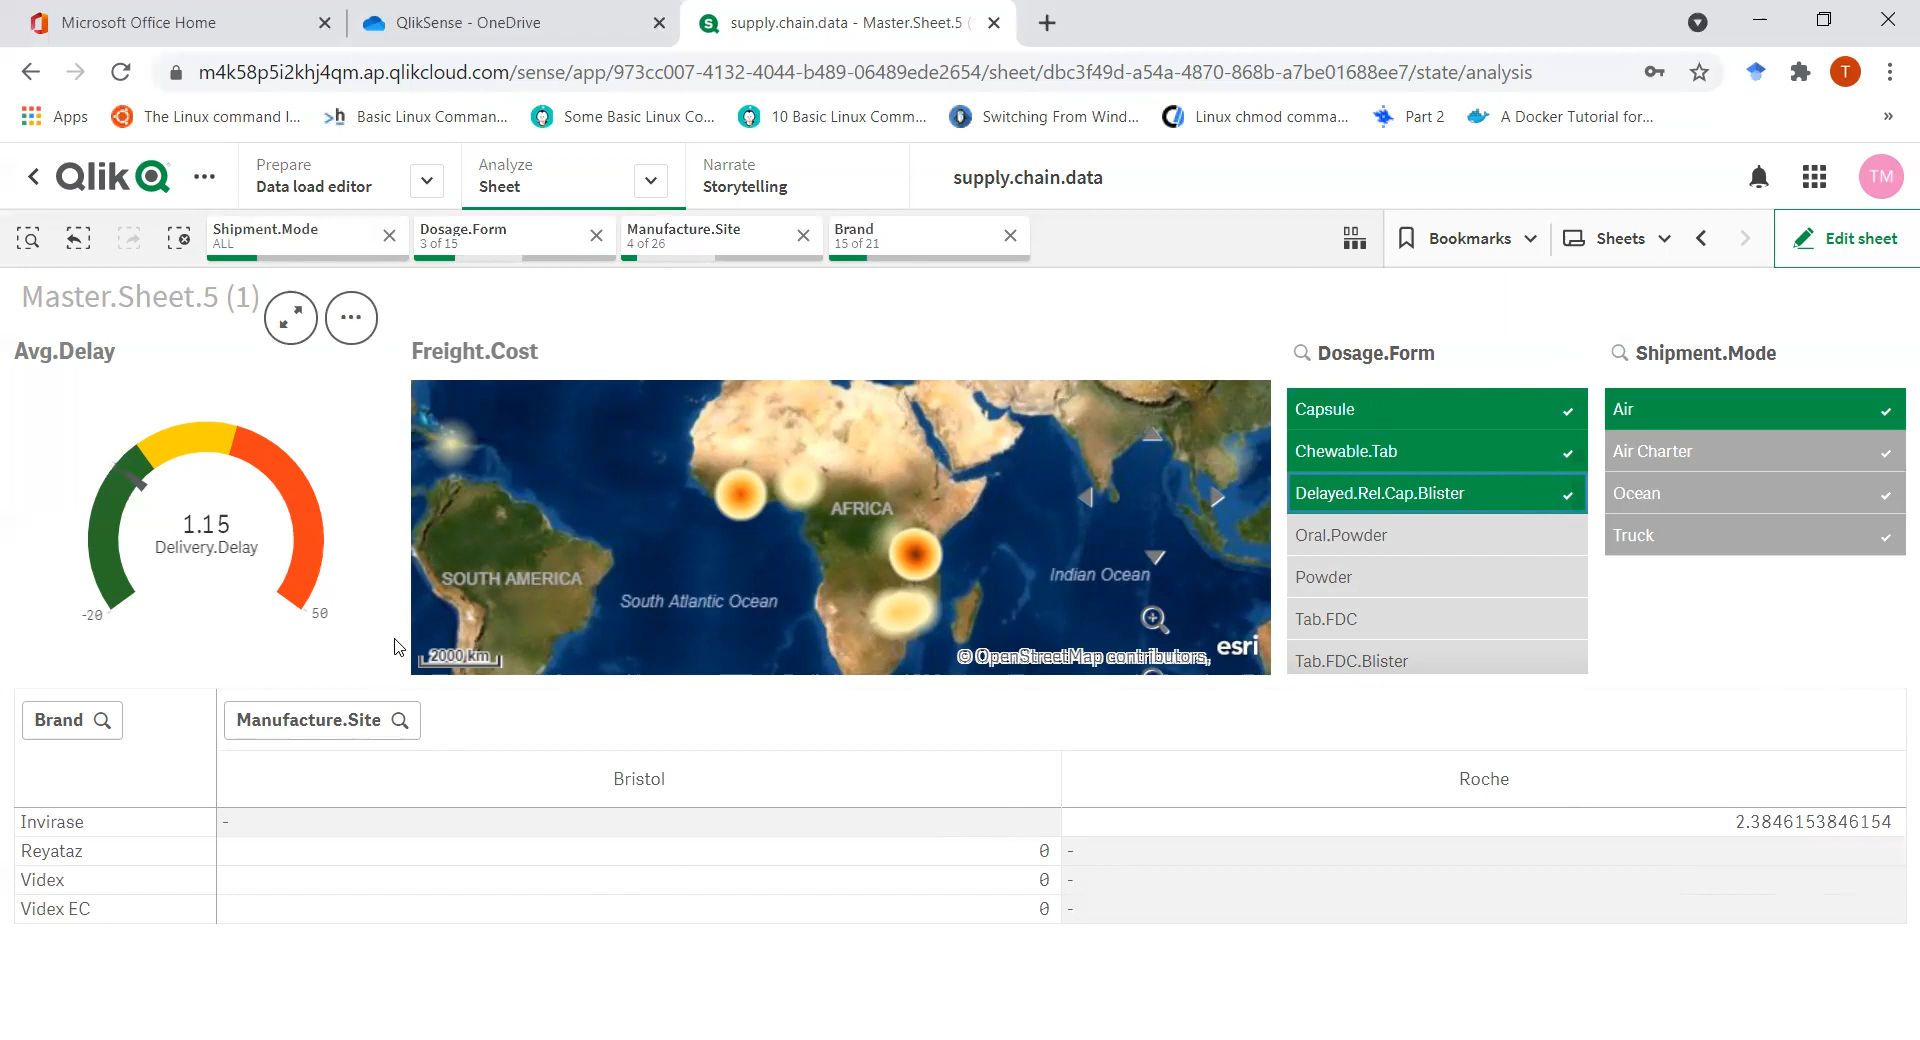 Microsoft Office Home
QlikSense - OneDrive
supply.chain.data - Master.Sheet.5 (
m4k58p5i2khj4qm.ap.qlikcloud.com/sense/app/973cc007-4132-4044-b489-06489ede2654/sheet/dbc3f49d-a54a-4870-868b-a7be01688ee7/state/analysis
T
Apps
The Linux command l...
Basic Linux Comman...
Some Basic Linux Co...
10 Basic Linux Comm...
Switching From Wind...
Linux chmod comma...
Part 2
A Docker Tutorial for...
Qlik
Prepare
Data load editor
Analyze
Sheet
Narrate
Storytelling
supply.chain.data
TM
Shipment.Mode
ALL
Dosage.Form
3 of 15
Manufacture.Site
4 of 26
Brand
15 of 21
Bookmarks
Sheets
Edit sheet
Master.Sheet.5 (1)
Avg.Delay
1.15
Delivery.Delay
-20
50
Freight.Cost
AFRICA
SOUTH AMERICA
South Atlantic Ocean
Indian Ocean
2000 km
© OpenStreetMap contributors,
esri
Dosage.Form
Capsule
Chewable.Tab
Delayed.Rel.Cap.Blister
Oral.Powder
Powder
Tab.FDC
Tab.FDC.Blister
Shipment.Mode
Air
Air Charter
Ocean
Truck
Brand
Manufacture.Site
Bristol Roche
Invirase - 2.3846153846154
Reyataz 0 -
Videx 0 -
Videx EC 0 -